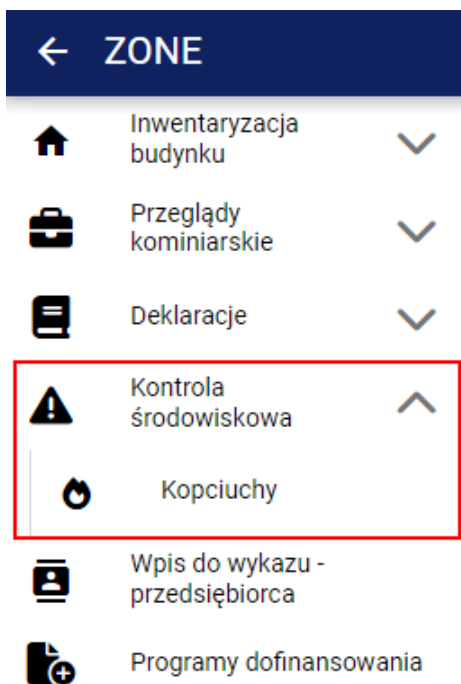 ZONE
Inwentaryzacja
budynku
Przeglądy
kominiarskie
Deklaracje
Kontrola
środowiskowa
Kopciuchy
Wpis do wykazu -
przedsiębiorca
Programy dofinansowania